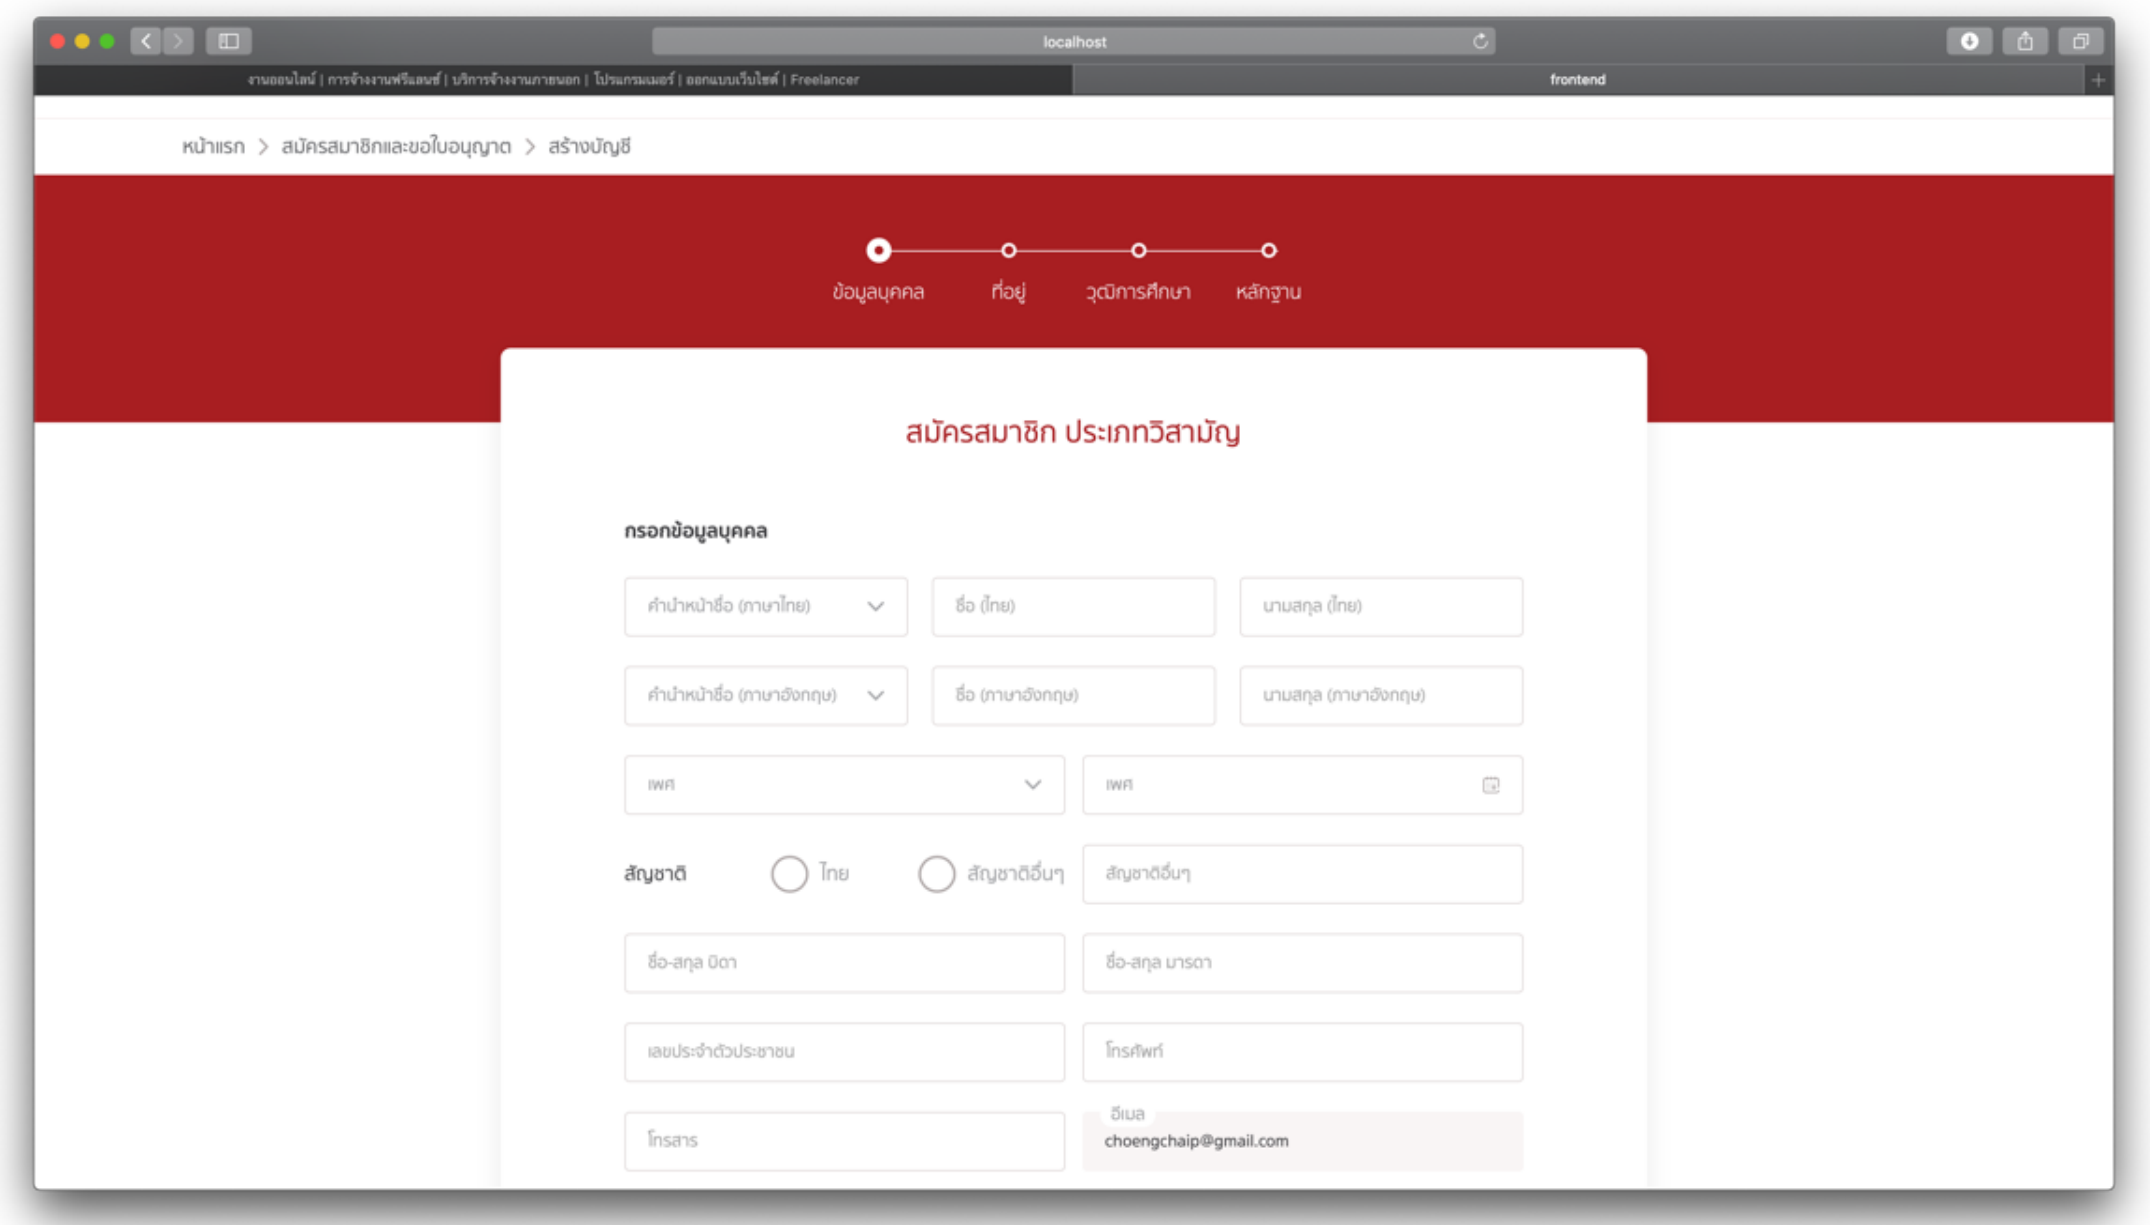 localhost
งานออนไลน์ | การจ้างงานฟรีแลนซ์ | บริการจ้างงานภายนอก | โปรแกรมเมอร์ | ออกแบบเว็บไซต์ | Freelancer
frontend
หน้าแรก > สมัครสมาชิกและขอใบอนุญาต > สร้างบัญชี
ข้อมูลบุคคล ที่อยู่ วุฒิการศึกษา หลักฐาน
สมัครสมาชิก ประเภทวิสามัญ
กรอกข้อมูลบุคคล
คำนำหน้าชื่อ (ภาษาไทย) ชื่อ (ไทย) นามสกุล (ไทย)
คำนำหน้าชื่อ (ภาษาอังกฤษ) ชื่อ (ภาษาอังกฤษ) นามสกุล (ภาษาอังกฤษ)
เพศ เพศ
สัญชาติ ไทย สัญชาติอื่นๆ สัญชาติอื่นๆ
ชื่อ-สกุล บิดา ชื่อ-สกุล มารดา
เลขประจำตัวประชาชน โทรศัพท์
โทรสาร อีเมล
choengchaip@gmail.com